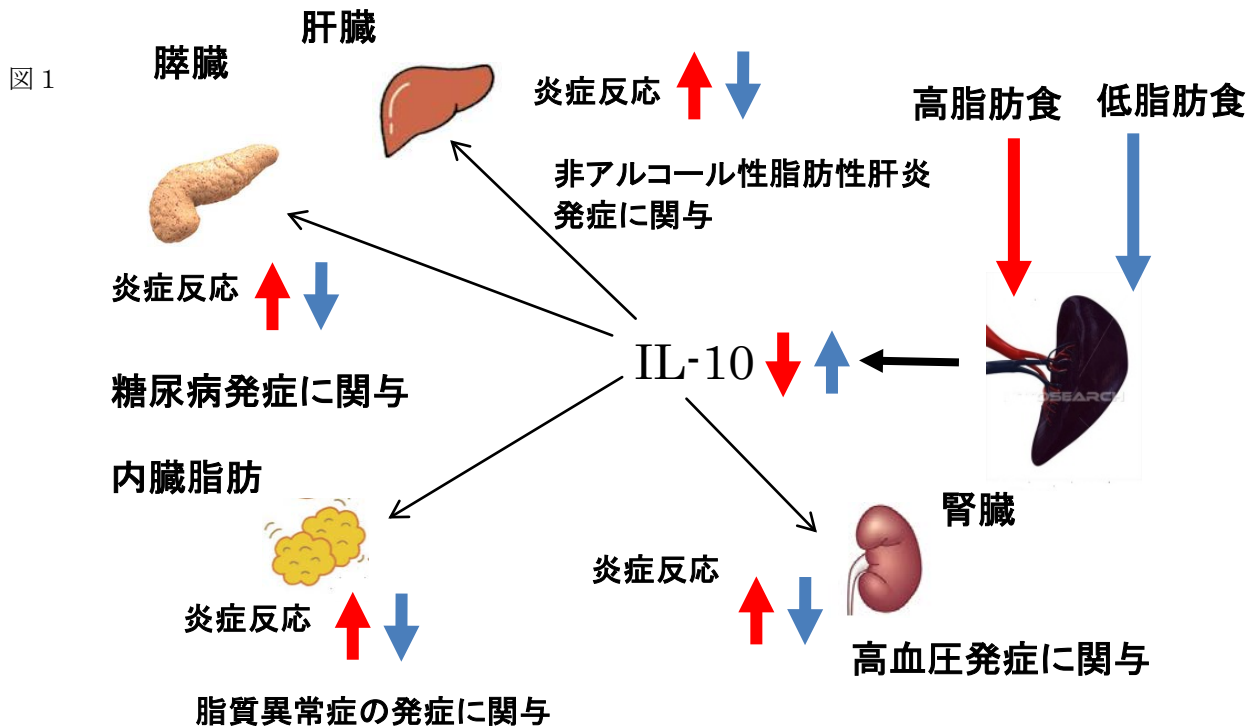 図 1
膵臓
肝臓
炎症反応
高脂肪食
低脂肪食
非アルコール性脂肪性肝炎
発症に関与
炎症反応
糖尿病発症に関与
IL-10
OSEARCH
内臓脂肪
炎症反応
脂質異常症の発症に関与
腎臓
炎症反応
高血圧発症に関与